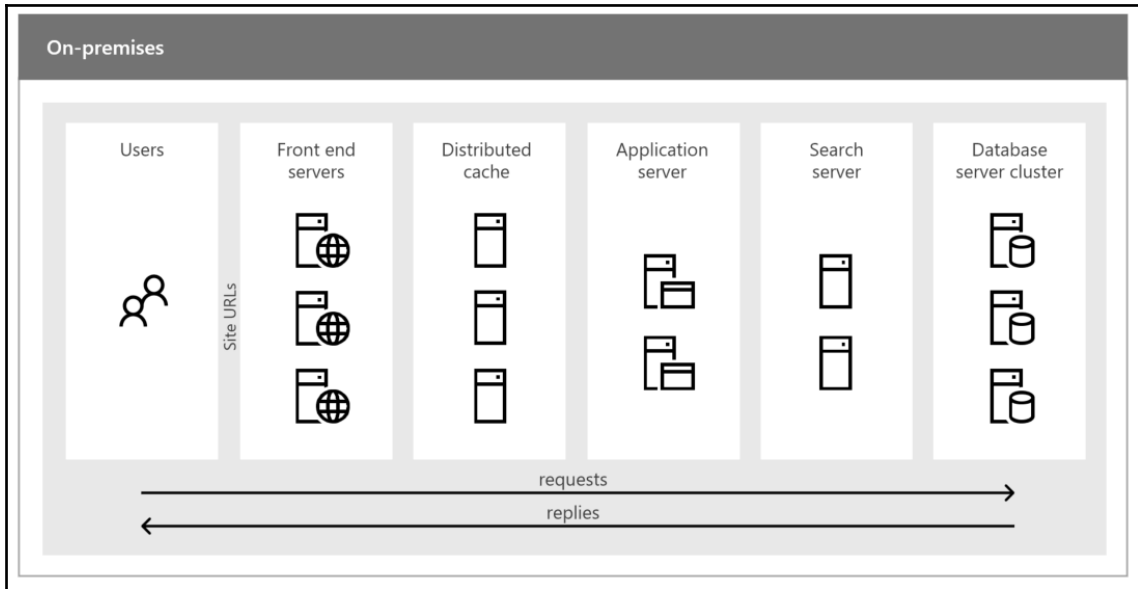 On-premises
Users
Front end
servers
Distributed
cache
Application
server
Search
server
Database
server cluster
Site URLs
requests
replies